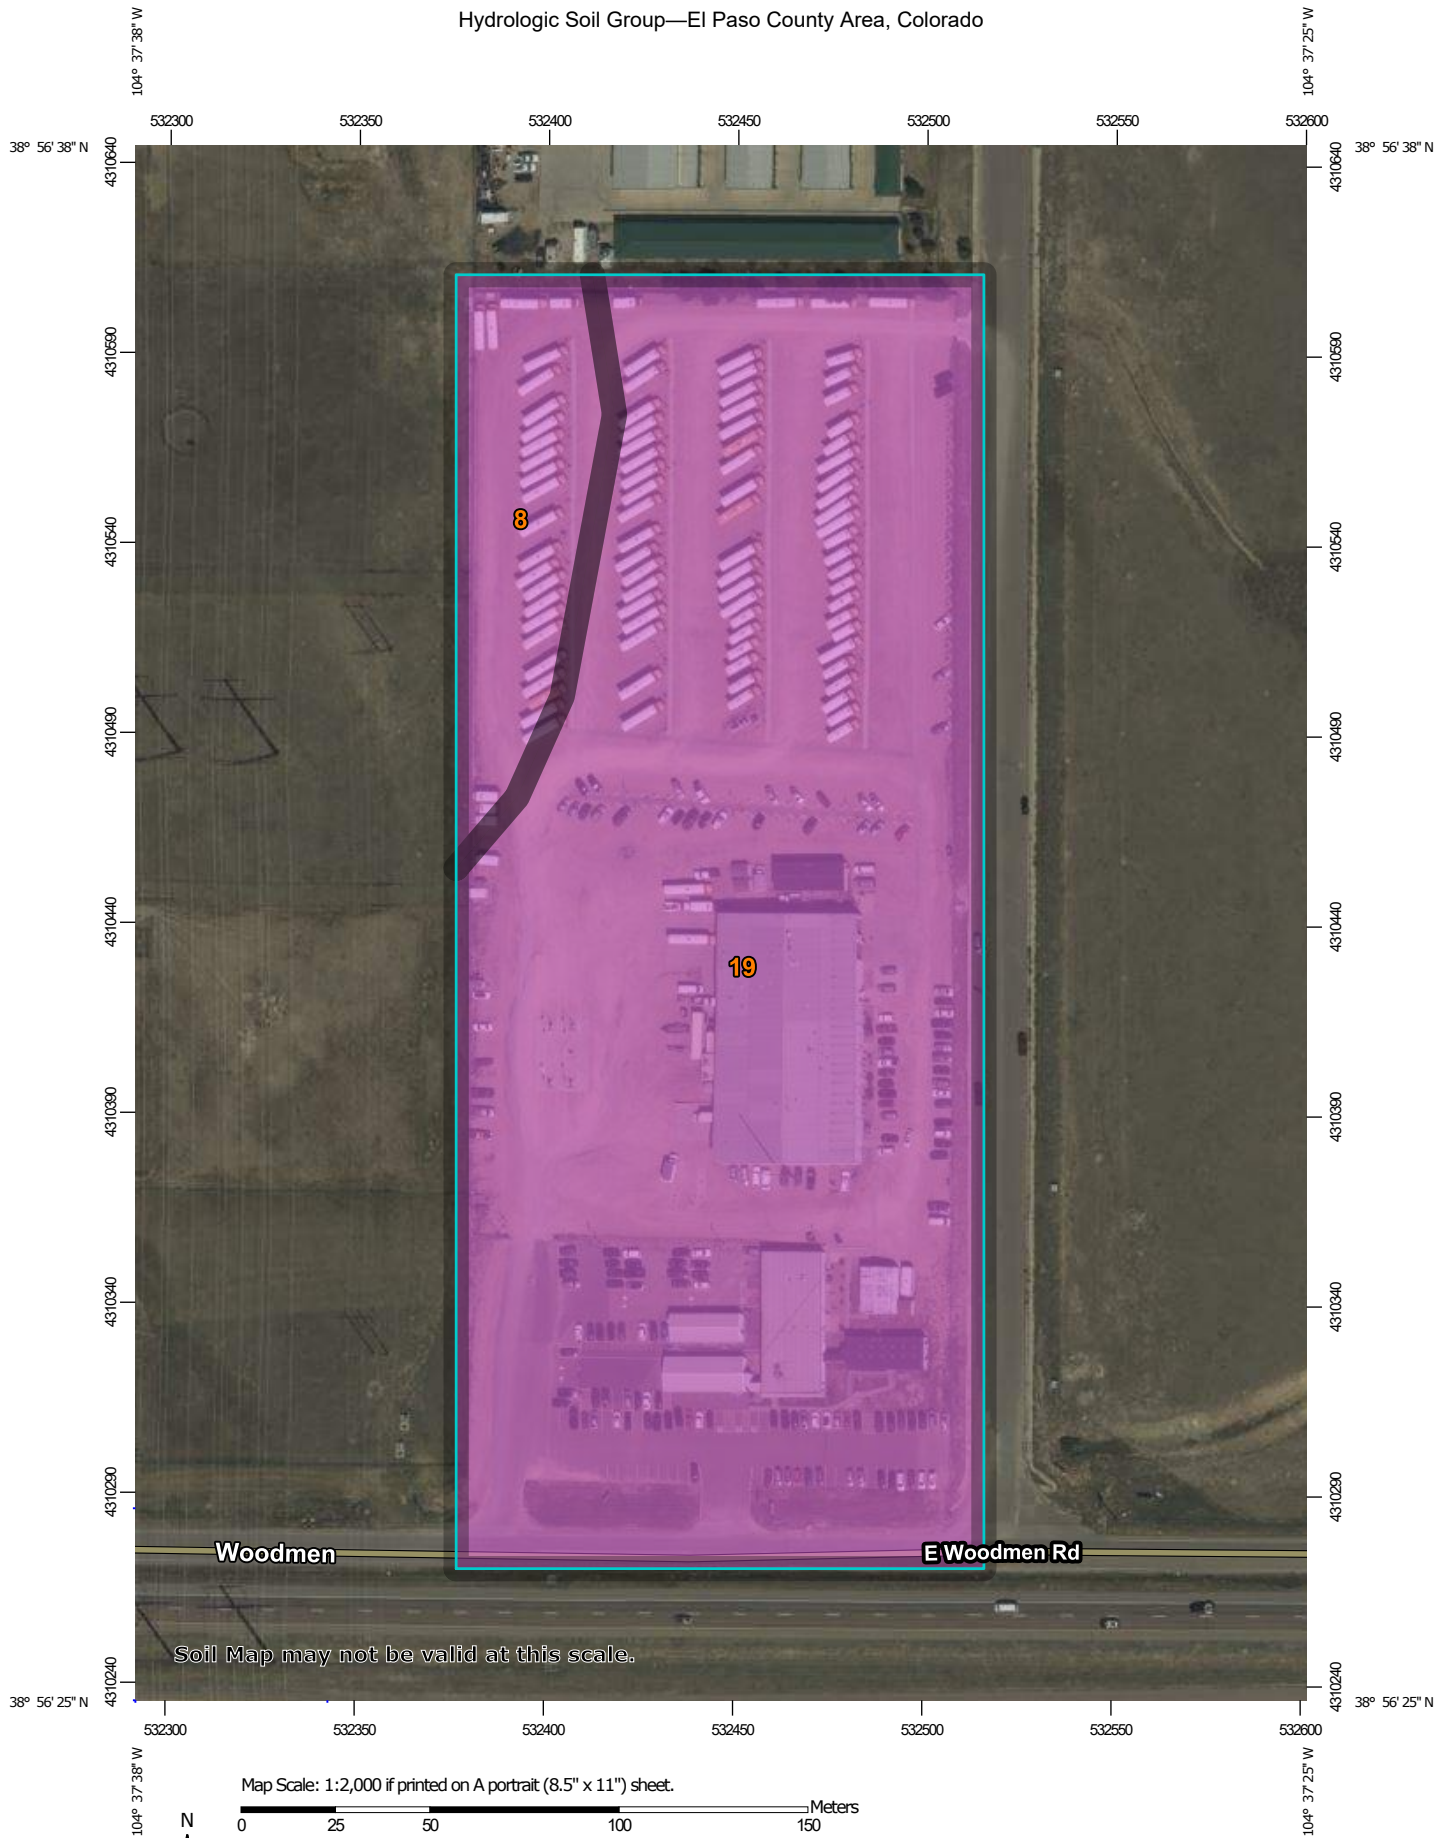 Hydrologic Soil Group—El Paso County Area, Colorado
104° 37' 38" W
104° 37' 25" W
532300 532350 532400 532450 532500 532550 532600
38° 56' 38" N
38° 56' 38" N
4310640
4310640
4310590
4310590
8
4310540
4310540
4310490
4310490
4310440
4310440
19
4310390
4310390
4310340
4310340
4310290
4310290
Woodmen
E Woodmen Rd
Soil Map may not be valid at this scale.
4310240
4310240
38° 56' 25" N
38° 56' 25" N
532300 532350 532400 532450 532500 532550 532600
104° 37' 38" W
104° 37' 25" W
Map Scale: 1:2,000 if printed on A portrait (8.5" x 11") sheet.
Meters
N
0 25 50 100 150